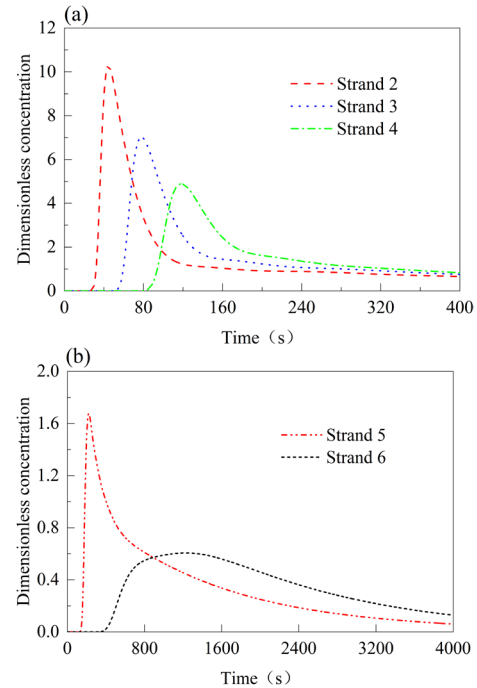 (a)
12
10
8
6
4
2
0
Dimensionless concentration
Strand 2
Strand 3
Strand 4
0 80 160 240 320 400
Time（s）
(b)
2.0
1.6
1.2
0.8
0.4
0.0
Dimensionless concentration
Strand 5
Strand 6
0 800 1600 2400 3200 4000
Time（s）